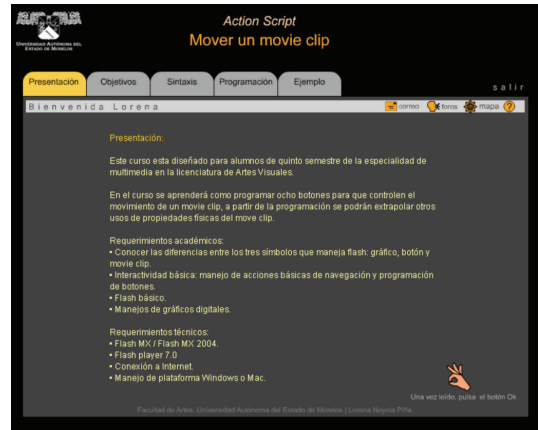 Action Script
Mover un movie clip
UNIVERSIDAD AUTÓNOMA DEL
ESTADO DE MORELOS
Presentación Objetivos Sintaxis Programación Ejemplo
salir
Bienvenida Lorena correo foros mapa ?
Presentación:
Este curso esta diseñado para alumnos de quinto semestre de la especialidad de
multimedia en la licenciatura de Artes Visuales.
En el curso se aprenderá como programar ocho botones para que controlen el
movimiento de un movie clip, a partir de la programación se podrán extrapolar otros
usos de propiedades físicas del move clip.
Requerimientos académicos:
• Conocer las diferencias entre los tres símbolos que maneja flash: gráfico, botón y
movie clip.
• Interactividad básica: manejo de acciones básicas de navegación y programación
de botones.
• Flash básico.
• Manejos de gráficos digitales.
Requerimientos técnicos:
• Flash MX / Flash MX 2004.
• Flash player 7.0
• Conexión a Internet.
• Manejo de plataforma Windows o Mac.
Una vez leído, pulsa el botón Ok
Facultad de Artes, Universidad Autónoma del Estado de Morelos | Lorena Noyola Piña